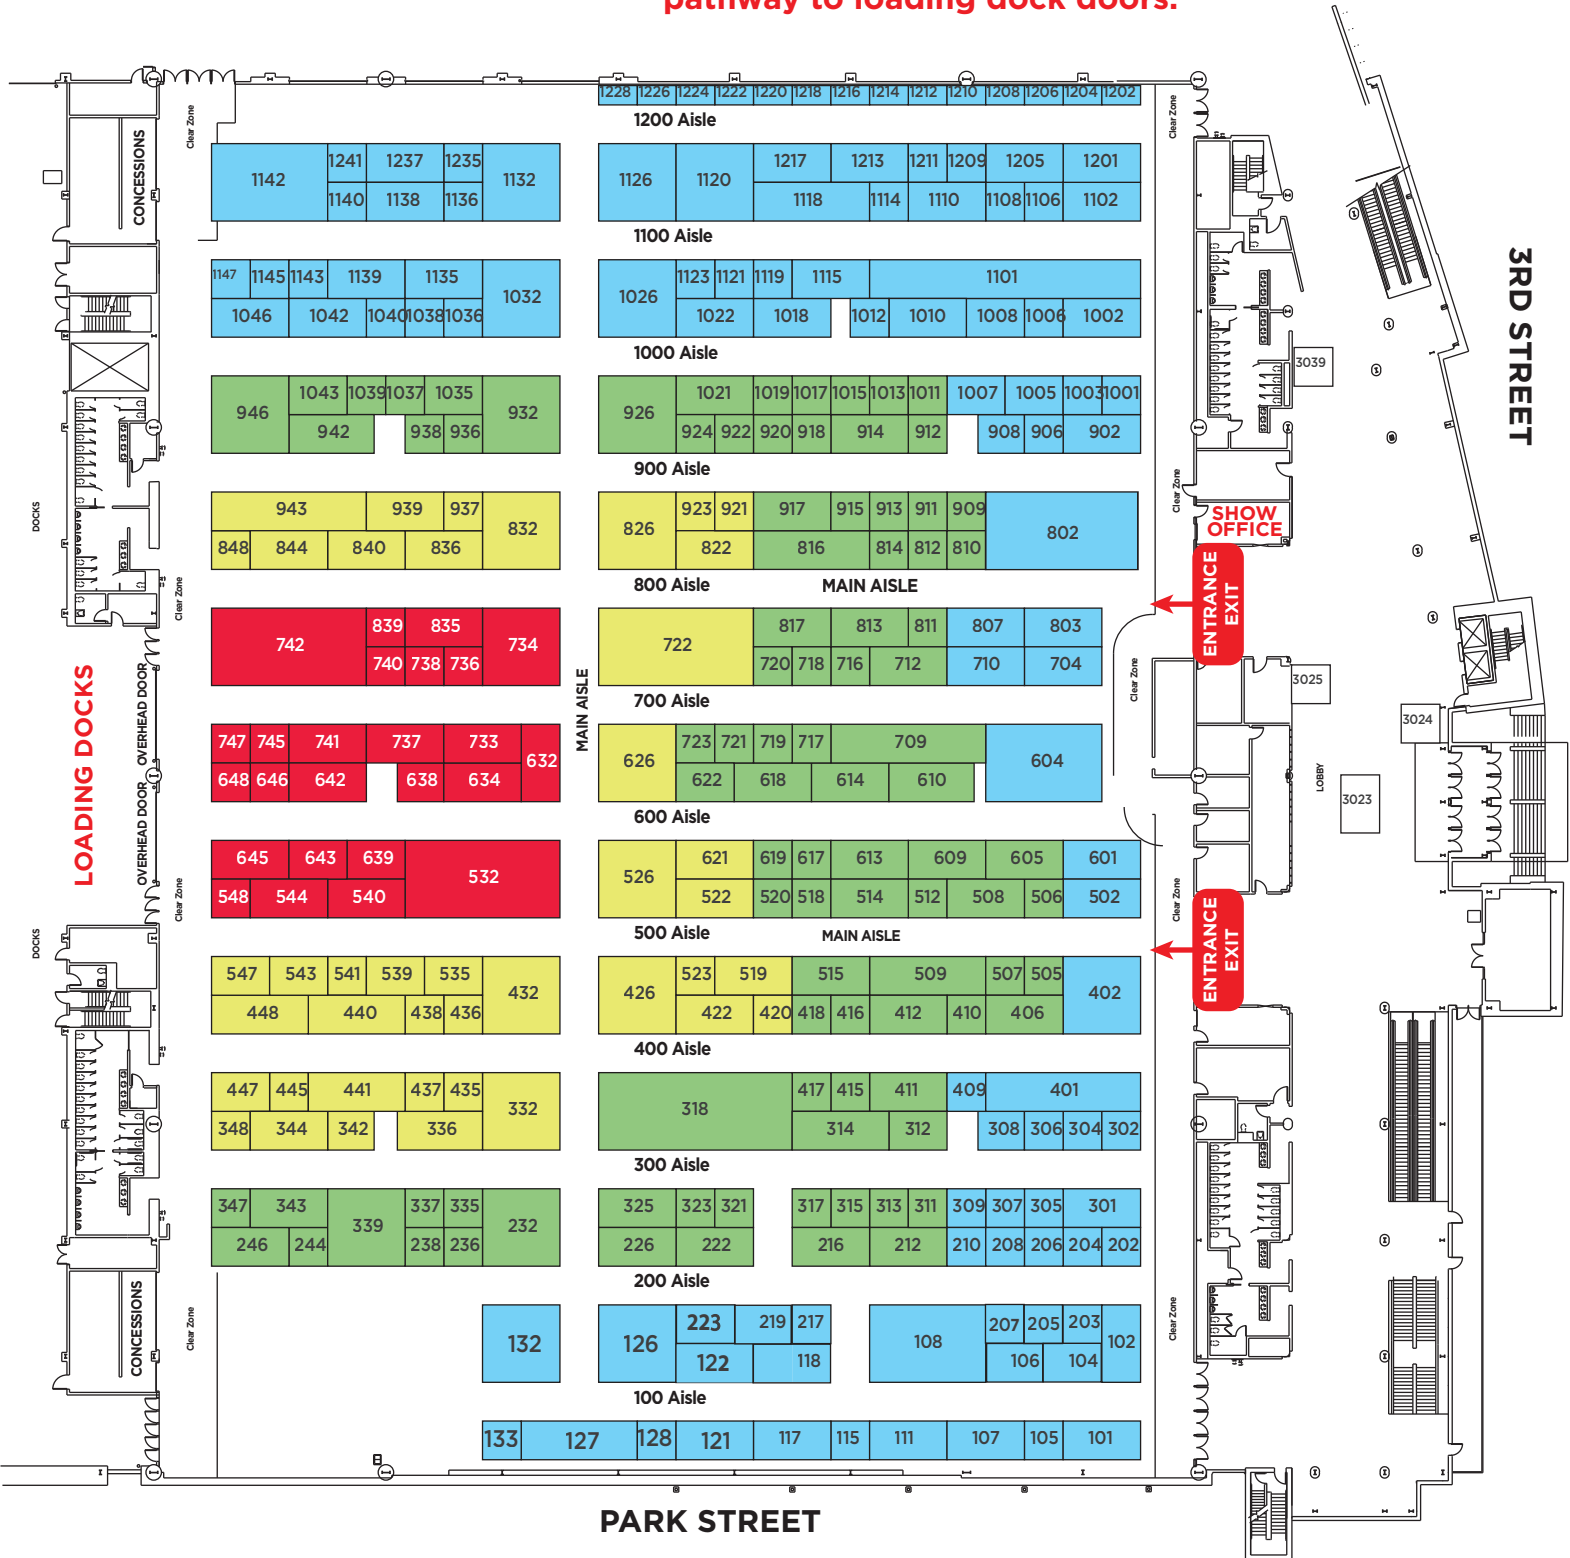 pathway to loading dock doors.
1228 1226 1224 1222 1220 1218 1216 1214 1212 1210 1208 1206 1204 1202
1200 Aisle
Clear Zone
Clear Zone
CONCESSIONS
1142 1241 1237 1235 1132 1126 1120 1217 1213 1211 1209 1205 1201
1140 1138 1136 1118 1114 1110 1108 1106 1102
1100 Aisle
1147 1145 1143 1139 1135 1032 1026 1123 1121 1119 1115 1101
1046 1042 1040 1038 1036 1022 1018 1012 1010 1008 1006 1002
1000 Aisle
3RD STREET
3039
946 1043 1039 1037 1035 932 926 1021 1019 1017 1015 1013 1011 1007 1005 1003 1001
942 938 936 924 922 920 918 914 912 908 906 902
900 Aisle
Clear Zone
DOCKS
943 939 937 832 826 923 921 917 915 913 911 909 802
848 844 840 836 822 816 814 812 810
SHOW
OFFICE
800 Aisle
MAIN AISLE
ENTRANCE
EXIT
Clear Zone
742 839 835 734 722 817 813 811 807 803
740 738 736 720 718 716 712 710 704
700 Aisle
MAIN AISLE
Clear Zone
3025
3024
LOADING DOCKS
OVERHEAD DOOR
OVERHEAD DOOR
747 745 741 737 733 632 626 723 721 719 717 709 604
648 646 642 638 634 622 618 614 610
600 Aisle
LOBBY
3023
645 643 639 532 526 621 619 617 613 609 605 601
548 544 540 522 520 518 514 512 508 506 502
500 Aisle
MAIN AISLE
Clear Zone
Clear Zone
ENTRANCE
EXIT
DOCKS
547 543 541 539 535 432 426 523 519 515 509 507 505 402
448 440 438 436 422 420 418 416 412 410 406
400 Aisle
447 445 441 437 435 332 318 417 415 411 409 401
348 344 342 336 314 312 308 306 304 302
300 Aisle
347 343 339 337 335 232 325 323 321 317 315 313 311 309 307 305 301
246 244 238 236 226 222 216 212 210 208 206 204 202
200 Aisle
CONCESSIONS
Clear Zone
Clear Zone
132 126 223 219 217 108 207 205 203 102
122 118 106 104
100 Aisle
133 127 128 121 117 115 111 107 105 101
PARK STREET